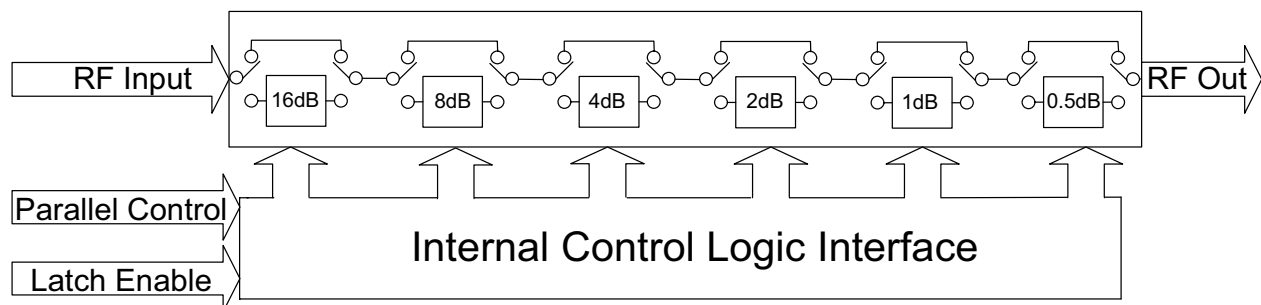 RF Input
16dB
8dB
4dB
2dB
1dB
0.5dB
RF Out
Parallel Control
Internal Control Logic Interface
Latch Enable